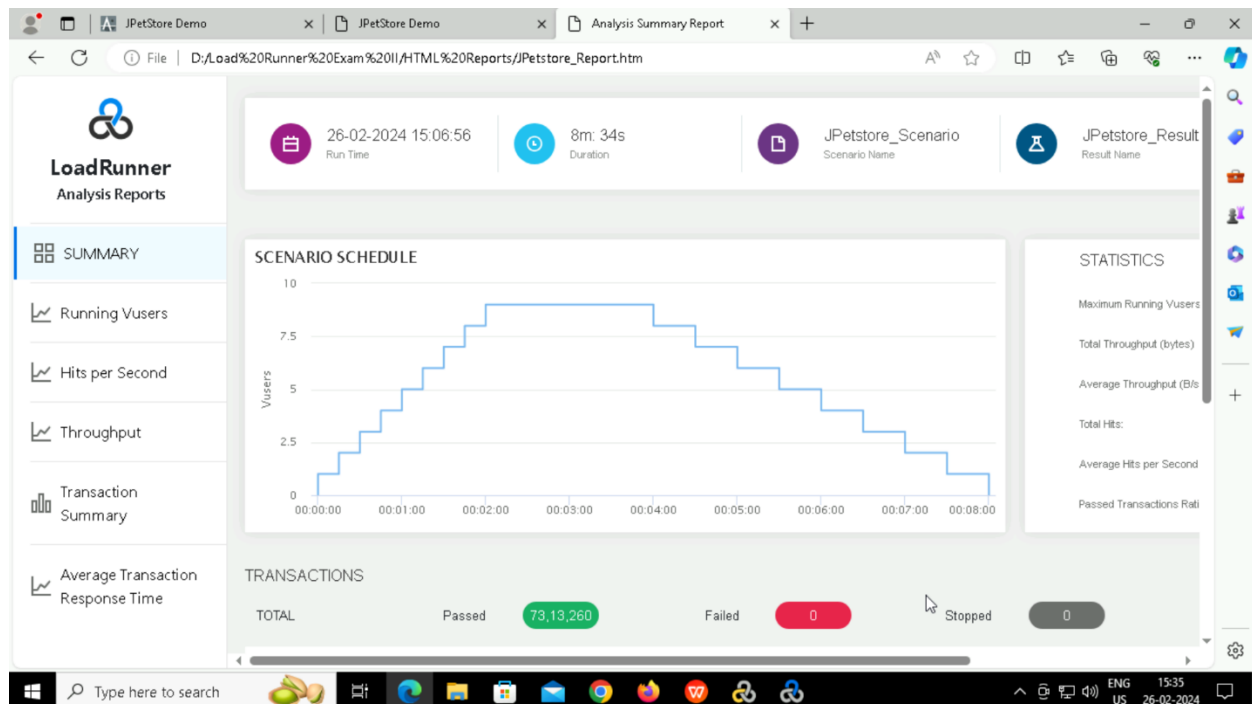 JPetStore Demo
JPetStore Demo
Analysis Summary Report
File
D:/Load%20Runner%20Exam%20II/HTML%20Reports/JPetstore_Report.htm
LoadRunner
Analysis Reports
SUMMARY
Running Vusers
Hits per Second
Throughput
Transaction
Summary
Average Transaction
Response Time
26-02-2024 15:06:56
Run Time
8m: 34s
Duration
JPetstore_Scenario
Scenario Name
JPetstore_Result
Result Name
SCENARIO SCHEDULE
10
7.5
5
2.5
0
Vusers
00:00:00 00:01:00 00:02:00 00:03:00 00:04:00 00:05:00 00:06:00 00:07:00 00:08:00
STATISTICS
Maximum Running Vusers
Total Throughput (bytes)
Average Throughput (B/s
Total Hits:
Average Hits per Second
Passed Transactions Rati
TRANSACTIONS
TOTAL Passed 73,13,260 Failed 0 Stopped 0
Type here to search
ENG
US
15:35
26-02-2024